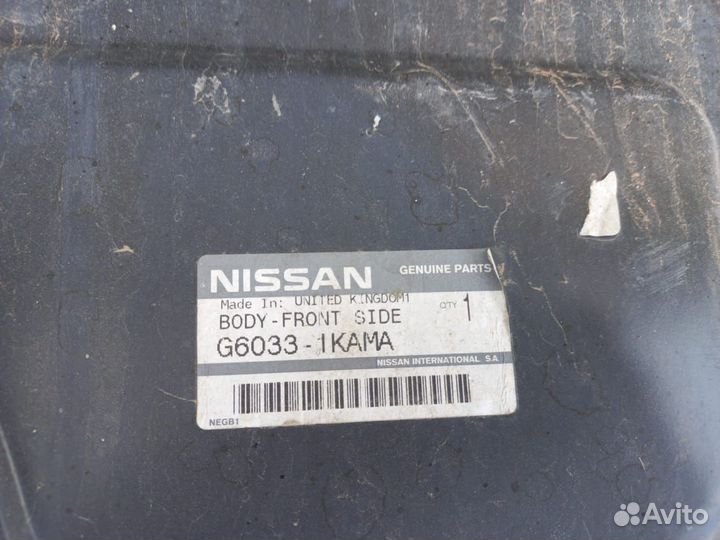 NISSAN GENUINE PARTS
Made In: UNITED KINGDOM1 QTY 1
BODY-FRONT SIDE
G6033-1KAMA
NISSAN INTERNATIONAL S.A.
NEGB1
Avito